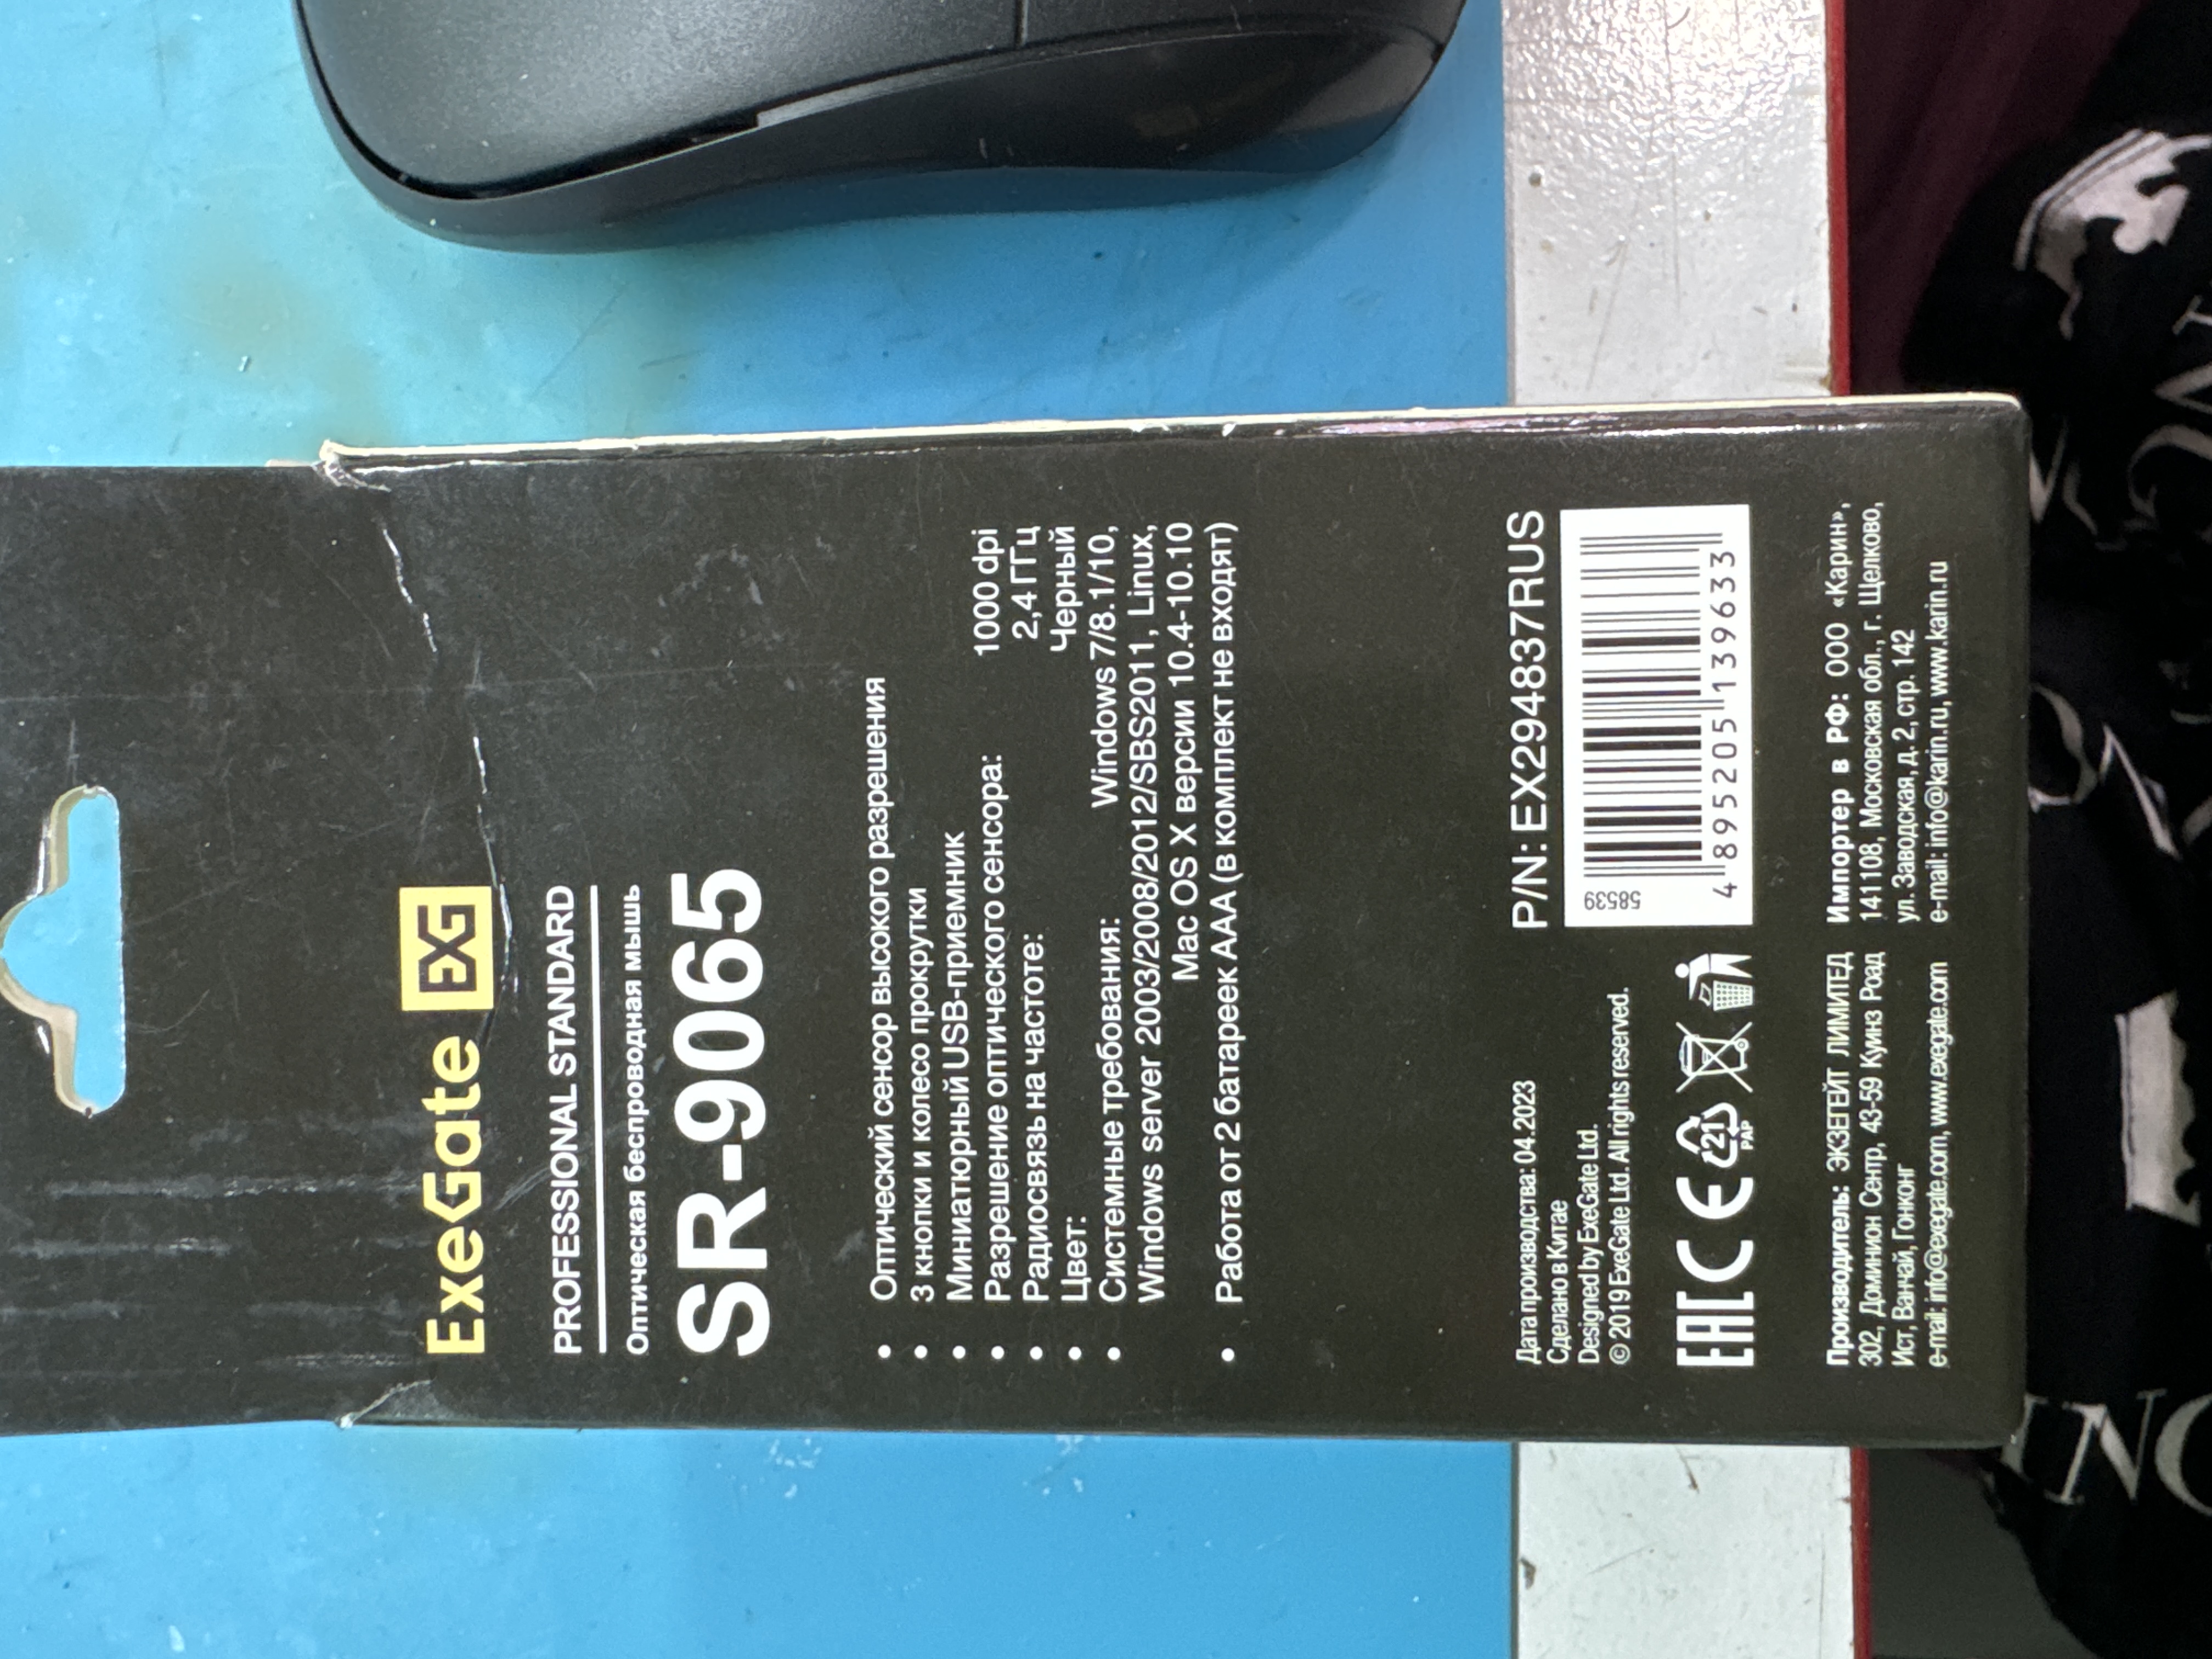 ExeGate EXG
PROFESSIONAL STANDARD
Оптическая беспроводная мышь
SR-9065
• Оптический сенсор высокого разрешения
• 3 кнопки и колесо прокрутки
• Миниатюрный USB-приемник
• Разрешение оптического сенсора: 1000 dpi
• Радиосвязь на частоте: 2,4 ГГц
• Цвет: Черный
• Системные требования: Windows 7/8.1/10,
Windows server 2003/2008/2012/SBS2011, Linux,
Mac OS X версии 10.4-10.10
• Работа от 2 батареек ААА (в комплект не входят)
Дата производства: 04.2023
Сделано в Китае
Designed by ExeGate Ltd.
© 2019 ExeGate Ltd. All rights reserved.
EAC CE 21 PAP
P/N: EX294837RUS
58539
4 895205 139633
Производитель: ЭКЗЕГЕЙТ ЛИМИТЕД
302, Доминион Сентр, 43-59 Куинз Роад
Ист, Ванчай, Гонконг
e-mail: info@exegate.com, www.exegate.com
Импортер в РФ: ООО «Карин»,
141108, Московская обл., г. Щелково,
ул. Заводская, д. 2, стр. 142
e-mail: info@karin.ru, www.karin.ru